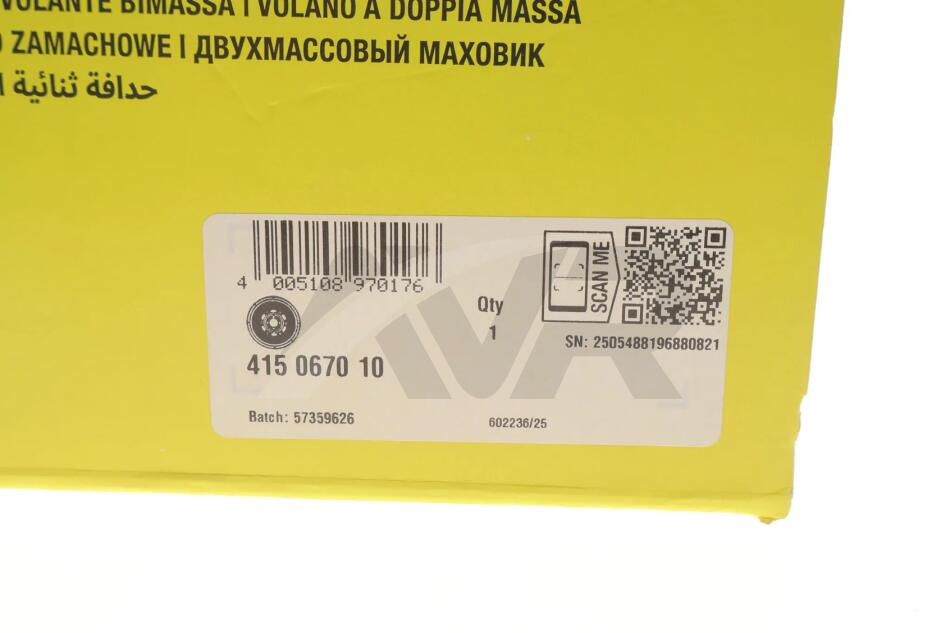 VOLANTE BIMASSA | VOLANO A DOPPIA MASSA
ZAMACHOWE | ДВУХМАССОВЫЙ МАХОВИК
حدافة ثنائية
4 005108 970176
SCAN ME
Qty
1
SN: 2505488196880821
415 0670 10
Batch: 57359626
602236/25
AVR